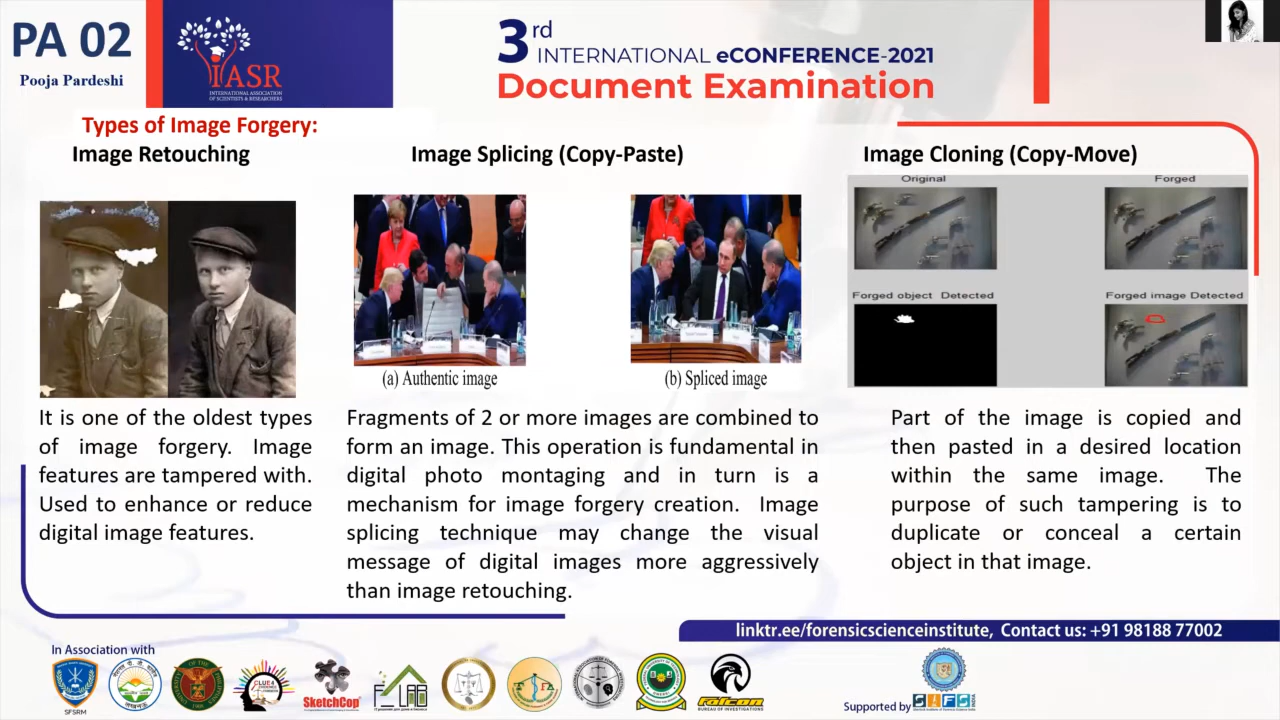 PA 02
Pooja Pardeshi
iASR
INTERNATIONAL ASSOCIATION
OF SCIENTISTS & RESEARCHERS
3rd
INTERNATIONAL eCONFERENCE-2021
Document Examination
Types of Image Forgery:
Image Retouching
It is one of the oldest types
of image forgery. Image
features are tampered with.
Used to enhance or reduce
digital image features.
Image Splicing (Copy-Paste)
(a) Authentic image
(b) Spliced image
Fragments of 2 or more images are combined to
form an image. This operation is fundamental in
digital photo montaging and in turn is a
mechanism for image forgery creation. Image
splicing technique may change the visual
message of digital images more aggressively
than image retouching.
Image Cloning (Copy-Move)
Original
Forged
Forged object Detected
Forged image Detected
Part of the image is copied and
then pasted in a desired location
within the same image. The
purpose of such tampering is to
duplicate or conceal a certain
object in that image.
linktr.ee/forensicscienceinstitute, Contact us: +91 98188 77002
In Association with
SFSRM
CLUE4
SketchCop
LAB
falcon
BUREAU OF INVESTIGATIONS
Supported by
SIFS
INDIA